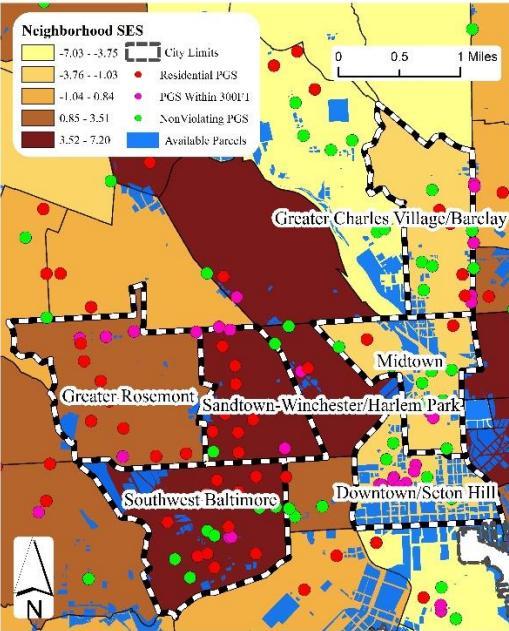 Neighborhood SES
-7.03 - -3.75
-3.76 - -1.03
-1.04 - 0.84
0.85 - 3.51
3.52 - 7.20
City Limits
Residential PGS
PGS Within 300FT
NonViolating PGS
Available Parcels
0 0.5 1 Miles
Greater Charles Village/Barclay
Midtown
Greater Rosemont
Sandtown-Winchester/Harlem Park
Southwest Baltimore
Downtown/Seton Hill
N